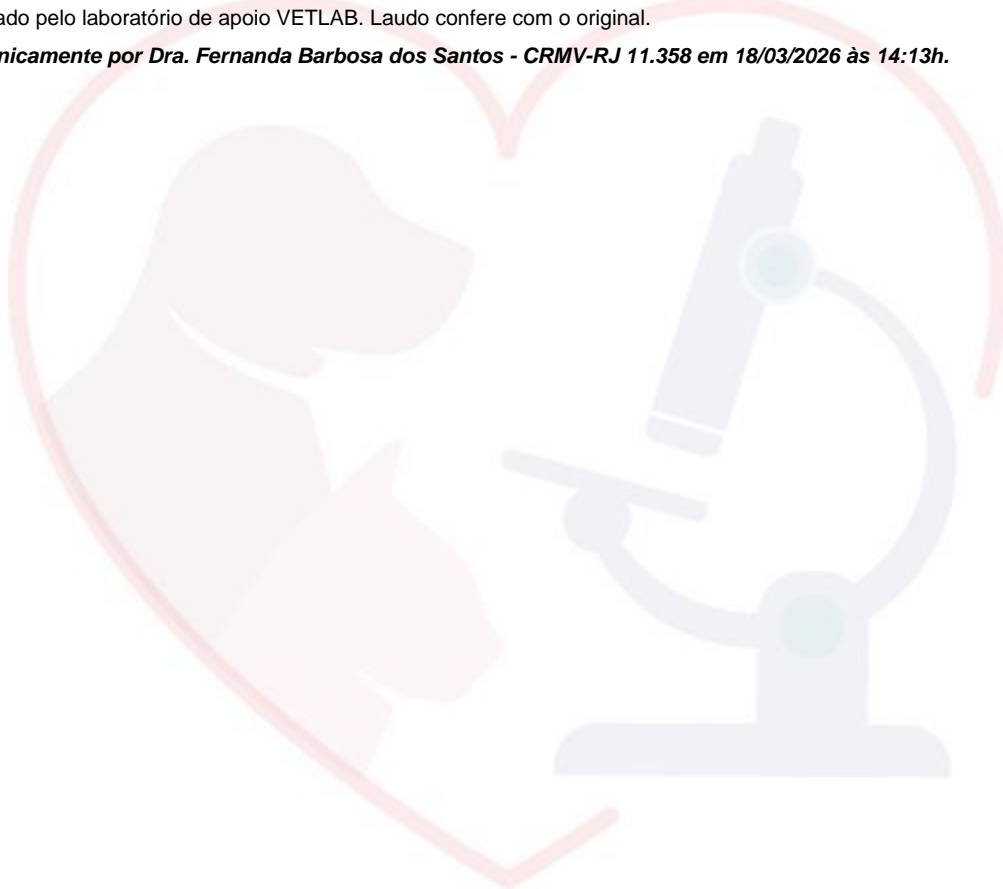 ado pelo laboratório de apoio VETLAB. Laudo confere com o original.
nicamente por Dra. Fernanda Barbosa dos Santos - CRMV-RJ 11.358 em 18/03/2026 às 14:13h.